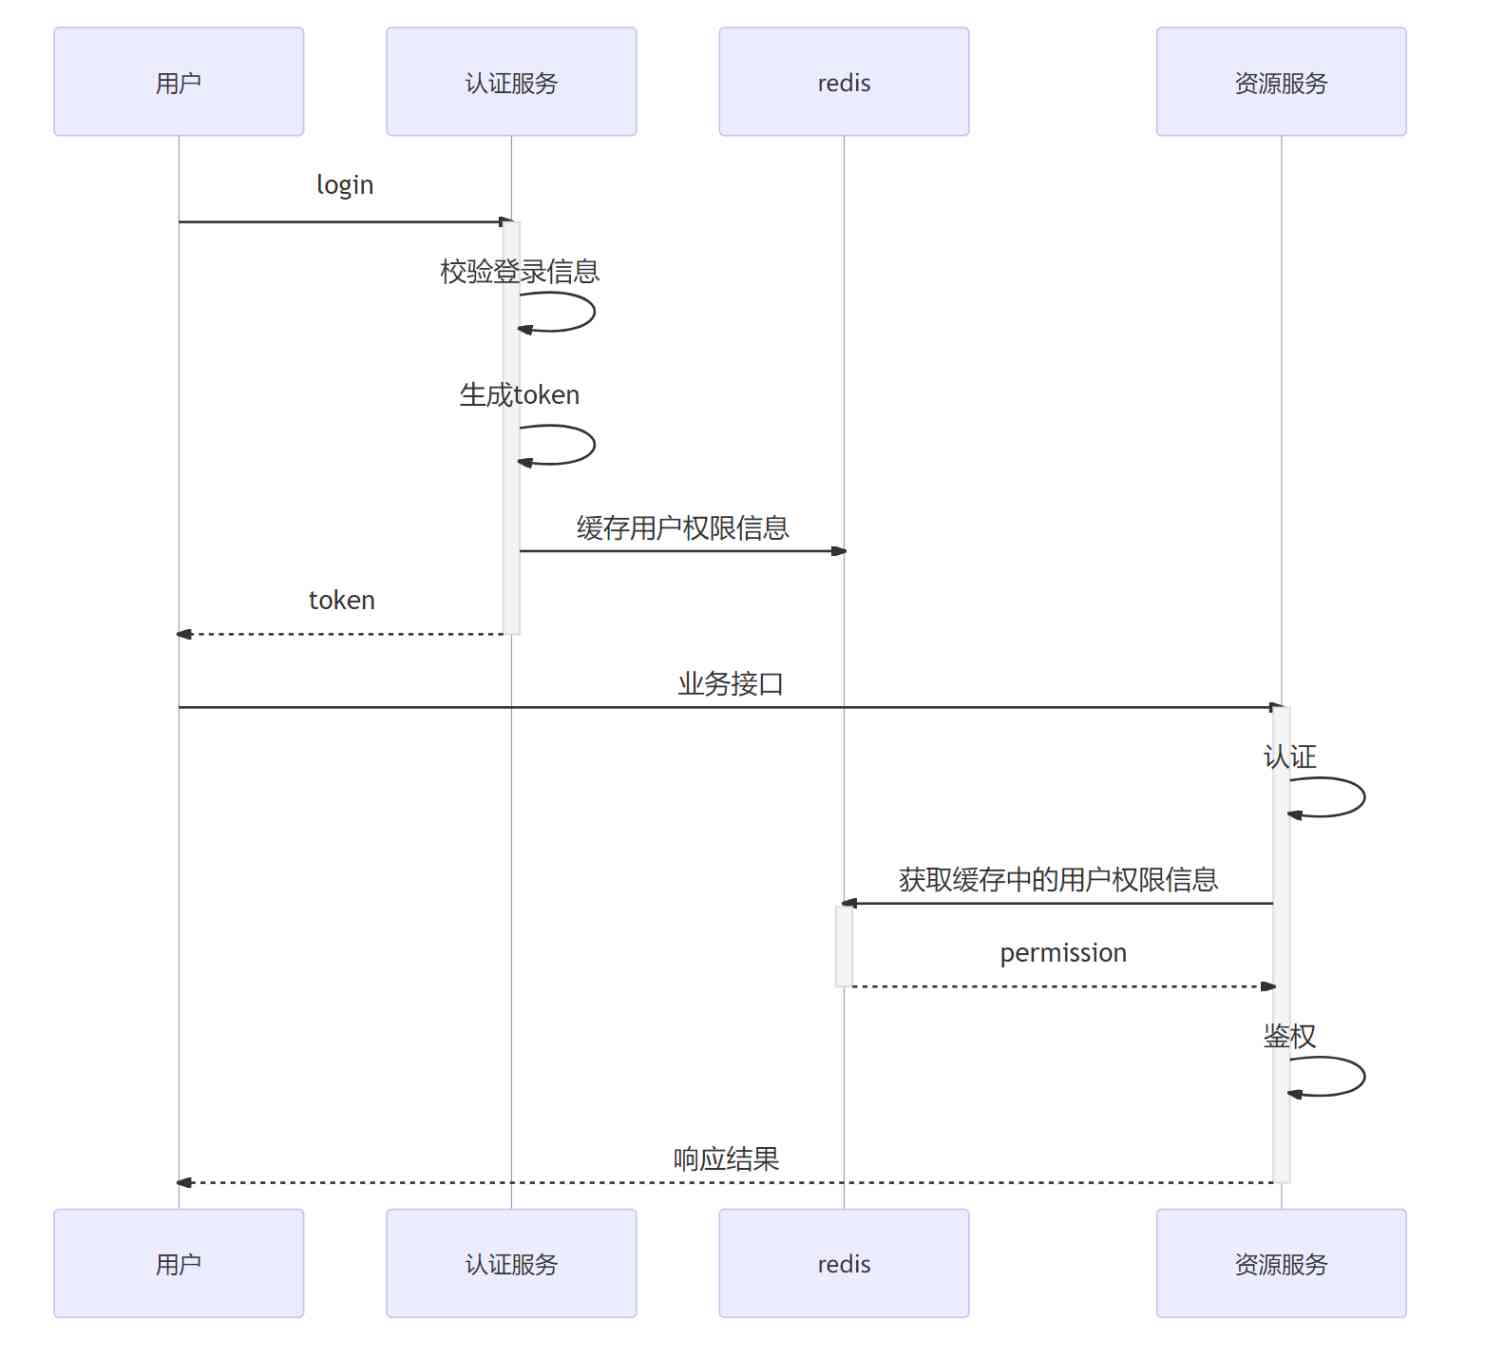 用户
认证服务
redis
资源服务
login
校验登录信息
生成token
缓存用户权限信息
token
业务接口
认证
获取缓存中的用户权限信息
permission
鉴权
响应结果
用户
认证服务
redis
资源服务